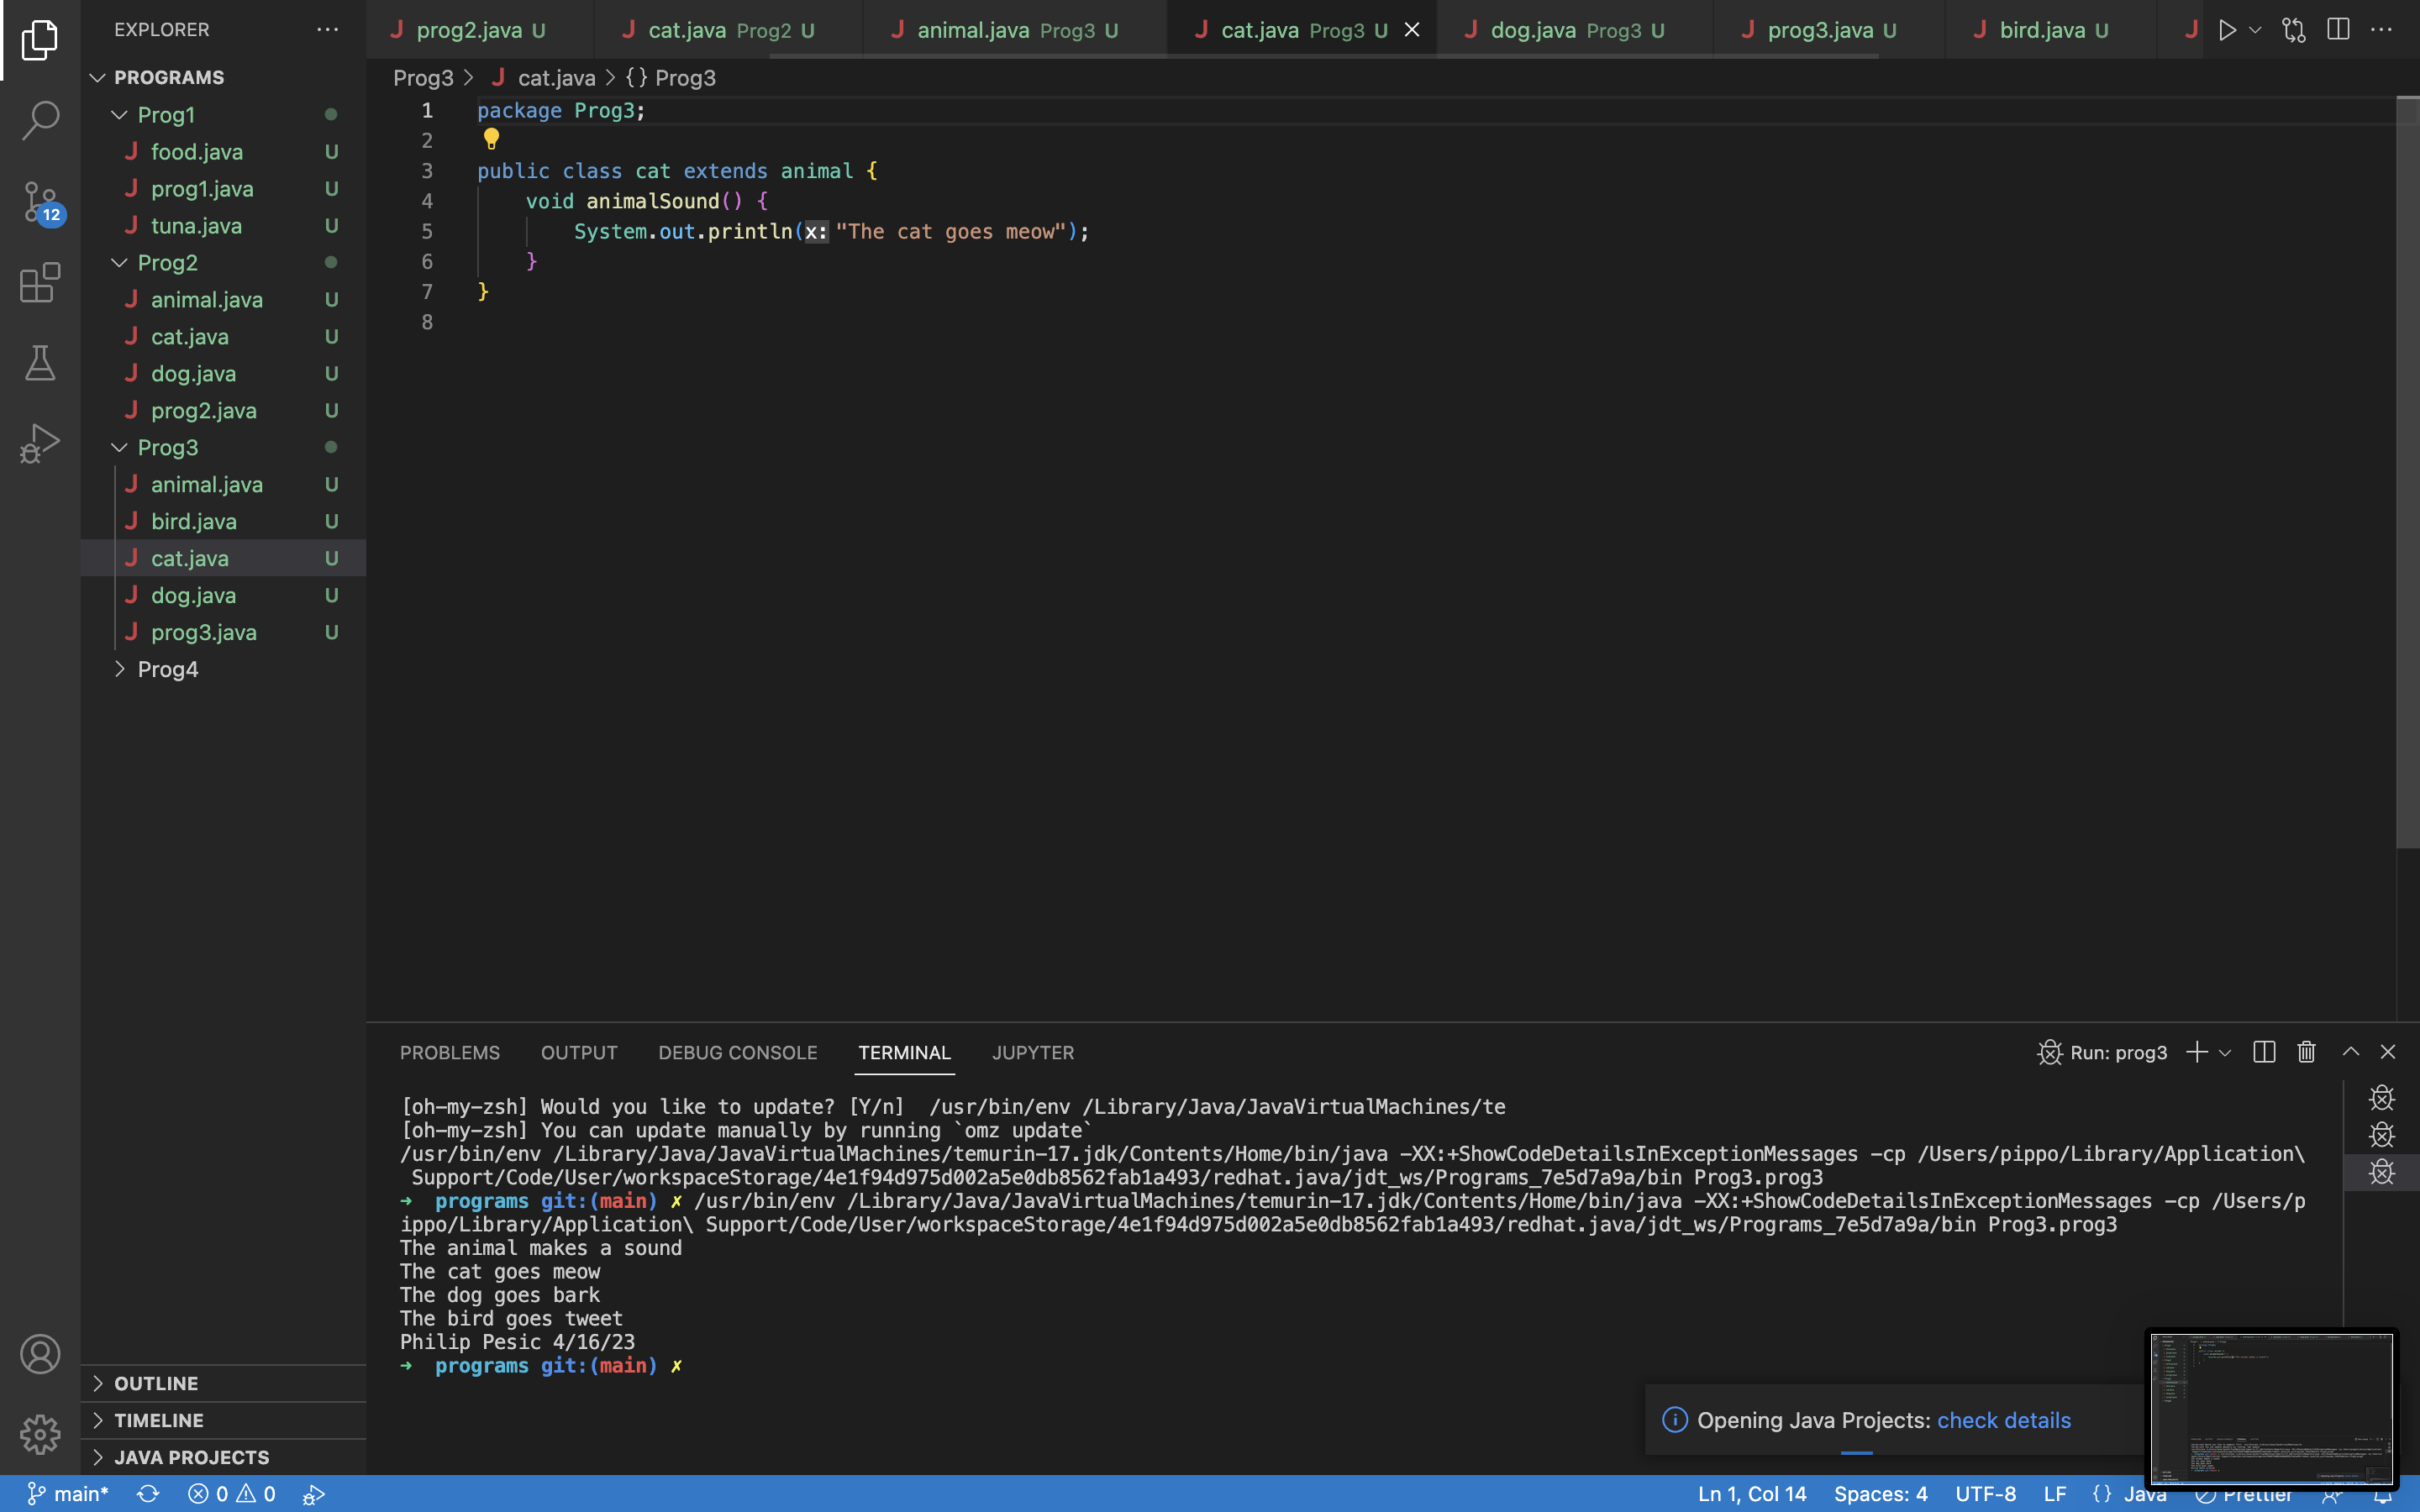 EXPLORER
PROGRAMS
Prog1
food.java U
prog1.java U
tuna.java U
Prog2
animal.java U
cat.java U
dog.java U
prog2.java U
Prog3
animal.java U
bird.java U
cat.java U
dog.java U
prog3.java U
Prog4
OUTLINE
TIMELINE
JAVA PROJECTS
12
prog2.java U cat.java Prog2 U animal.java Prog3 U cat.java Prog3 U dog.java Prog3 U prog3.java U bird.java U
Prog3 > cat.java > {} Prog3
1 package Prog3;
2
3 public class cat extends animal {
4 void animalSound() {
5 System.out.println(x: "The cat goes meow");
6 }
7 }
8
PROBLEMS OUTPUT DEBUG CONSOLE TERMINAL JUPYTER Run: prog3
[oh-my-zsh] Would you like to update? [Y/n]  /usr/bin/env /Library/Java/JavaVirtualMachines/te
[oh-my-zsh] You can update manually by running `omz update`
/usr/bin/env /Library/Java/JavaVirtualMachines/temurin-17.jdk/Contents/Home/bin/java -XX:+ShowCodeDetailsInExceptionMessages -cp /Users/pippo/Library/Application\
Support/Code/User/workspaceStorage/4e1f94d975d002a5e0db8562fab1a493/redhat.java/jdt_ws/Programs_7e5d7a9a/bin Prog3.prog3
➜ programs git:(main) ✗ /usr/bin/env /Library/Java/JavaVirtualMachines/temurin-17.jdk/Contents/Home/bin/java -XX:+ShowCodeDetailsInExceptionMessages -cp /Users/p
ippo/Library/Application\ Support/Code/User/workspaceStorage/4e1f94d975d002a5e0db8562fab1a493/redhat.java/jdt_ws/Programs_7e5d7a9a/bin Prog3.prog3
The animal makes a sound
The cat goes meow
The dog goes bark
The bird goes tweet
Philip Pesic 4/16/23
➜ programs git:(main) ✗
Opening Java Projects: check details
main* 0 0 Ln 1, Col 14 Spaces: 4 UTF-8 LF {} Java Prettier